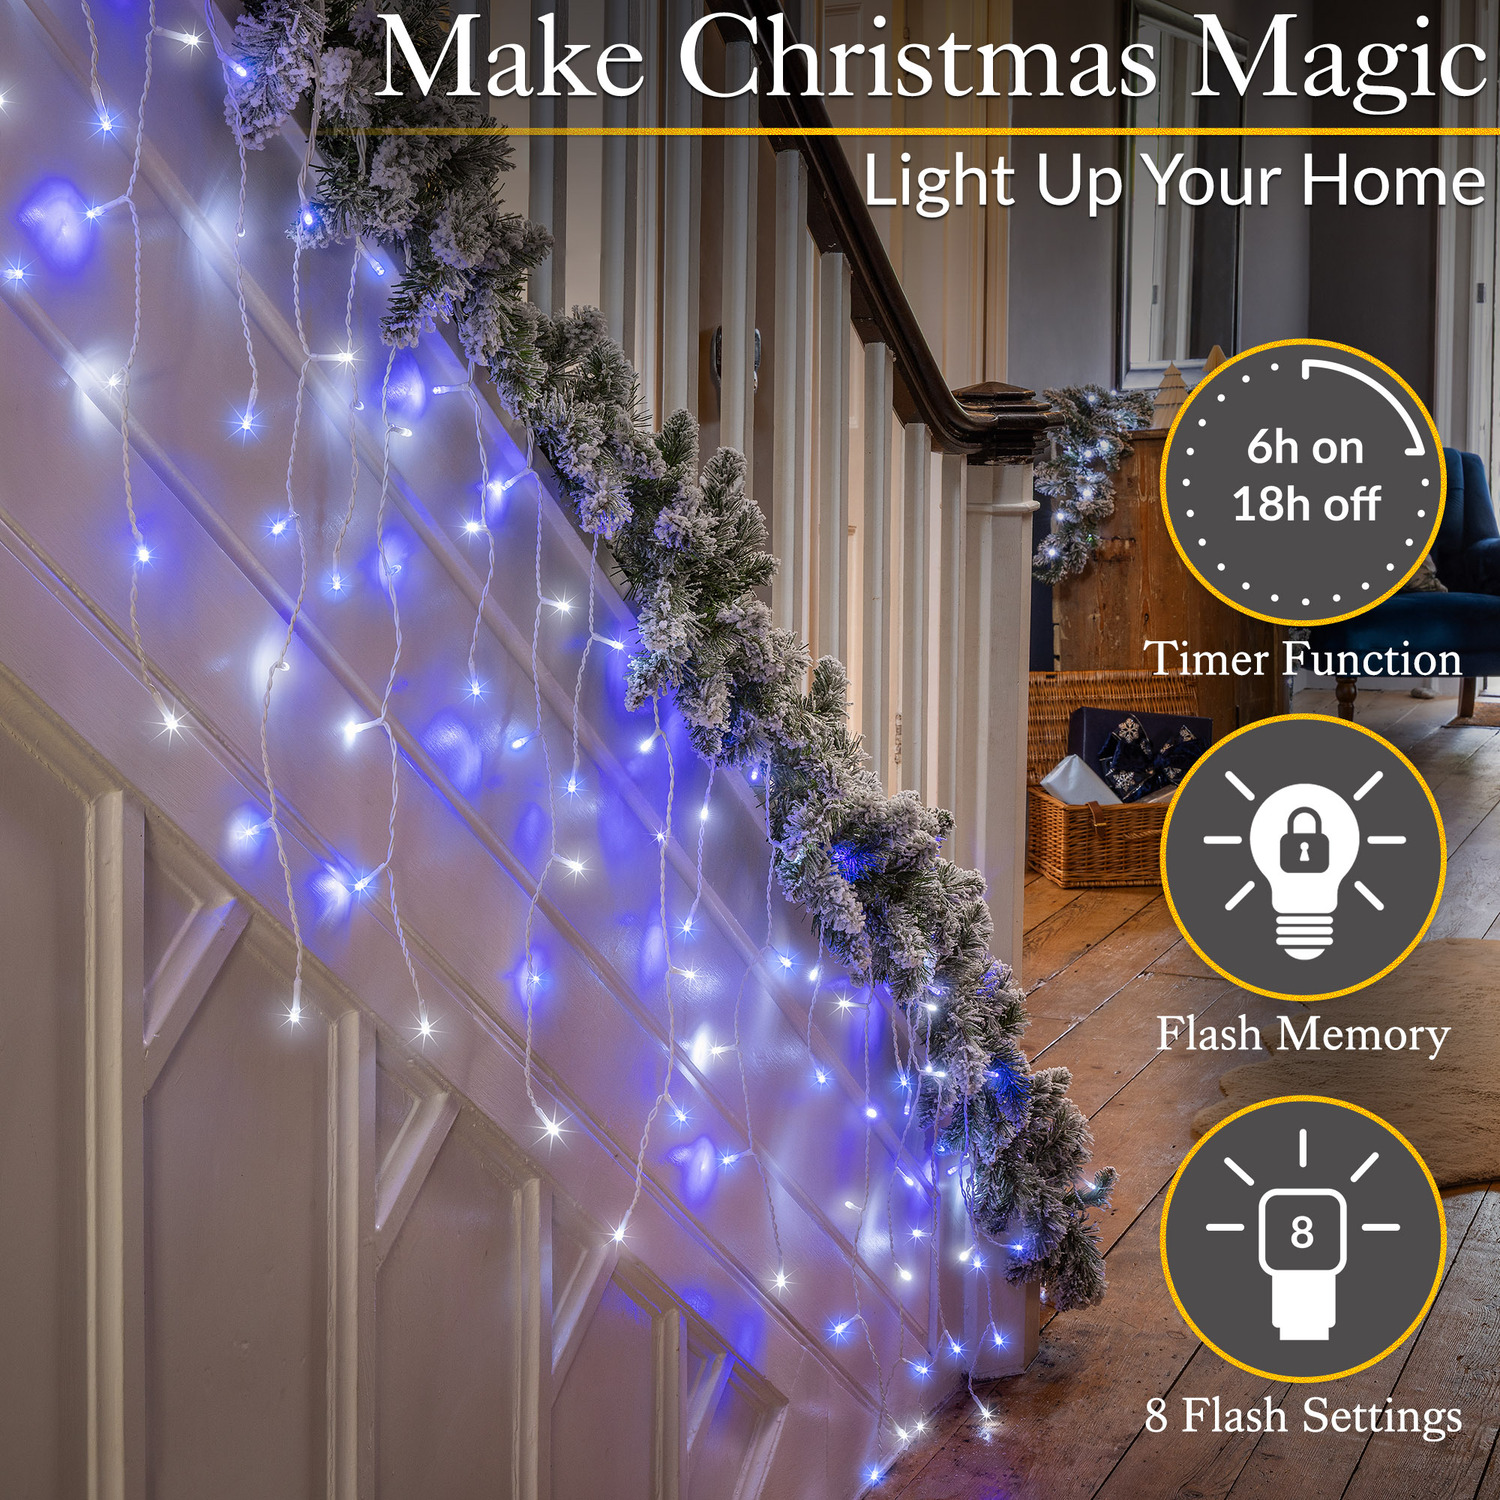 Make Christmas Magic
Light Up Your Home
6h on
18h off
Timer Function
Flash Memory
8
8 Flash Settings